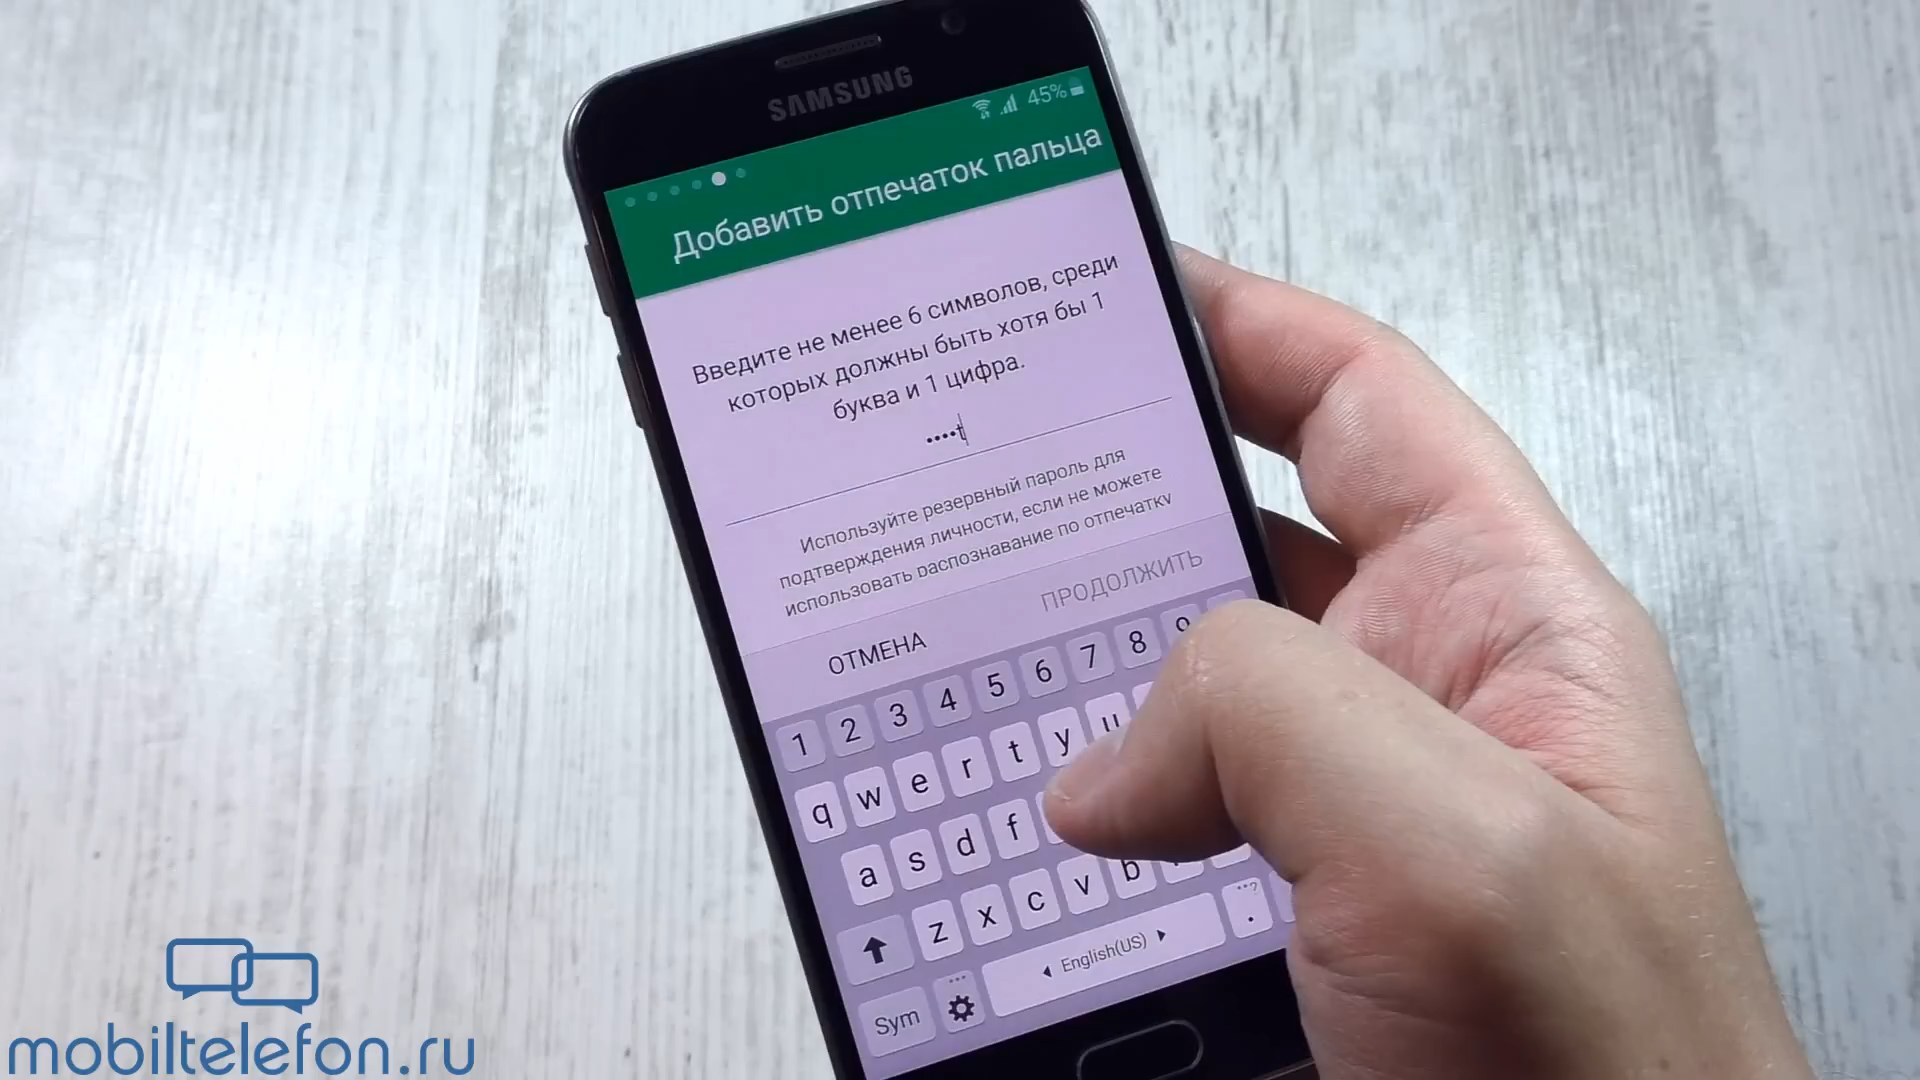 SAMSUNG
45%
Добавить отпечаток пальца
Введите не менее 6 символов, среди
которых должны быть хотя бы 1
буква и 1 цифра.
••••t
Используйте резервный пароль для
подтверждения личности, если не можете
использовать распознавание по отпечатку
ОТМЕНА ПРОДОЛЖИТЬ
1 2 3 4 5 6 7 8 9
q w e r t y u
a s d f
z x c v b
Sym English(US) .
mobiltelefon.ru